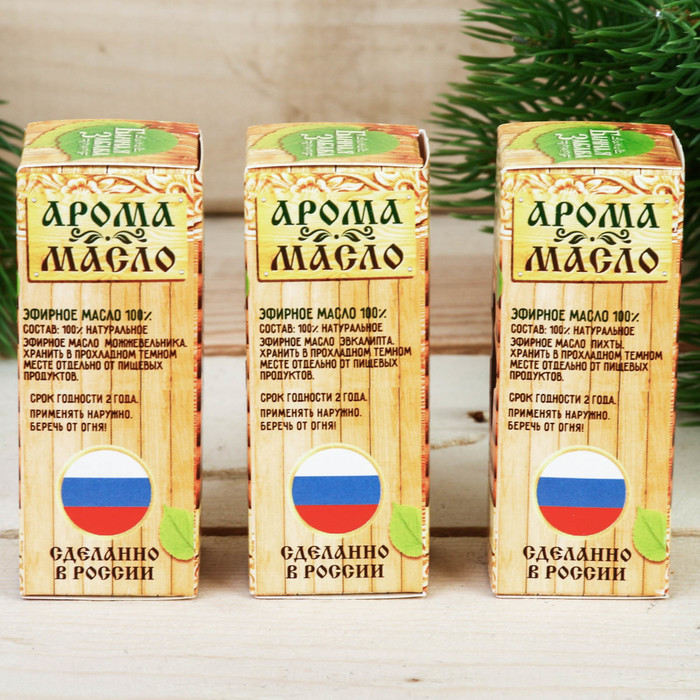 АРОМА
МАСЛО
ЭФИРНОЕ МАСЛО 100%
СОСТАВ: 100% НАТУРАЛЬНОЕ
ЭФИРНОЕ МАСЛО МОЖЖЕВЕЛЬНИКА.
ХРАНИТЬ В ПРОХЛАДНОМ ТЕМНОМ
МЕСТЕ ОТДЕЛЬНО ОТ ПИЩЕВЫХ
ПРОДУКТОВ.
СРОК ГОДНОСТИ 2 ГОДА.
ПРИМЕНЯТЬ НАРУЖНО.
БЕРЕЧЬ ОТ ОГНЯ!
СДЕЛАННО
В РОССИИ
АРОМА
МАСЛО
ЭФИРНОЕ МАСЛО 100%
СОСТАВ: 100% НАТУРАЛЬНОЕ
ЭФИРНОЕ МАСЛО ЭВКАЛИПТА.
ХРАНИТЬ В ПРОХЛАДНОМ ТЕМНОМ
МЕСТЕ ОТДЕЛЬНО ОТ ПИЩЕВЫХ
ПРОДУКТОВ.
СРОК ГОДНОСТИ 2 ГОДА.
ПРИМЕНЯТЬ НАРУЖНО.
БЕРЕЧЬ ОТ ОГНЯ!
СДЕЛАННО
В РОССИИ
АРОМА
МАСЛО
ЭФИРНОЕ МАСЛО 100%
СОСТАВ: 100% НАТУРАЛЬНОЕ
ЭФИРНОЕ МАСЛО ПИХТЫ.
ХРАНИТЬ В ПРОХЛАДНОМ ТЕМНОМ
МЕСТЕ ОТДЕЛЬНО ОТ ПИЩЕВЫХ
ПРОДУКТОВ.
СРОК ГОДНОСТИ 2 ГОДА.
ПРИМЕНЯТЬ НАРУЖНО.
БЕРЕЧЬ ОТ ОГНЯ!
СДЕЛАННО
В РОССИИ